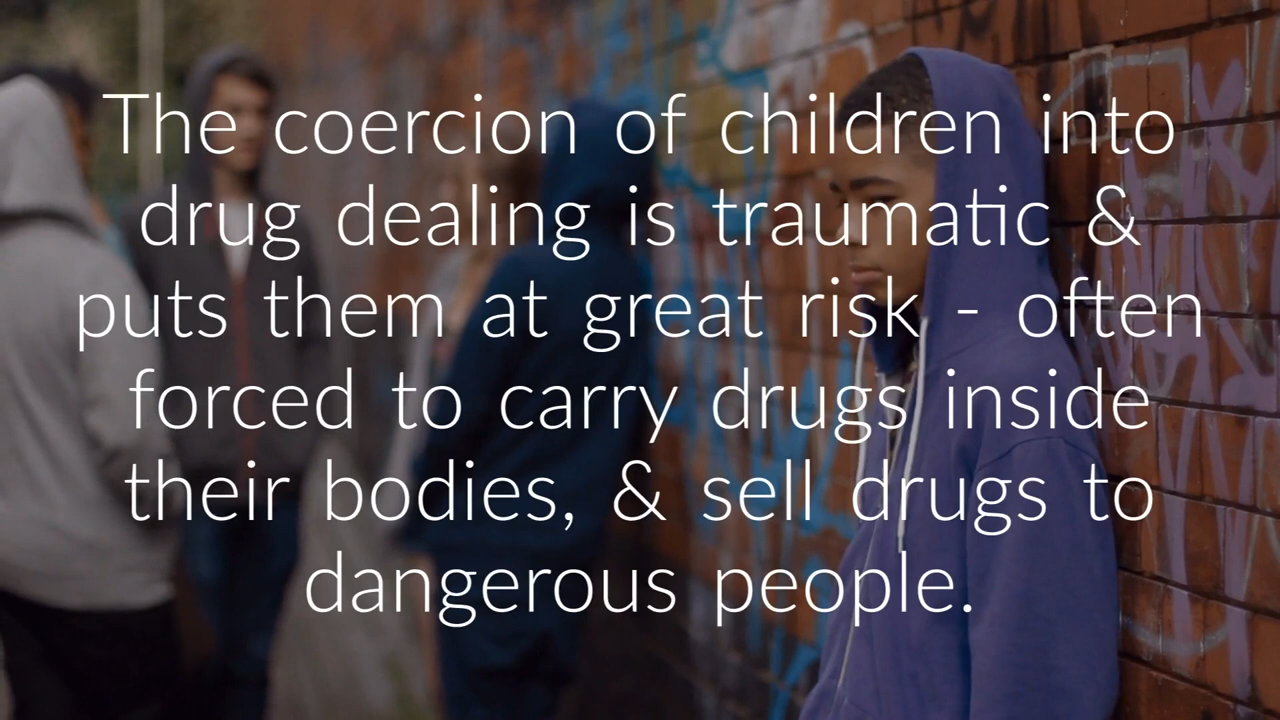 The coercion of children into
drug dealing is traumatic &
puts them at great risk - often
forced to carry drugs inside
their bodies, & sell drugs to
dangerous people.